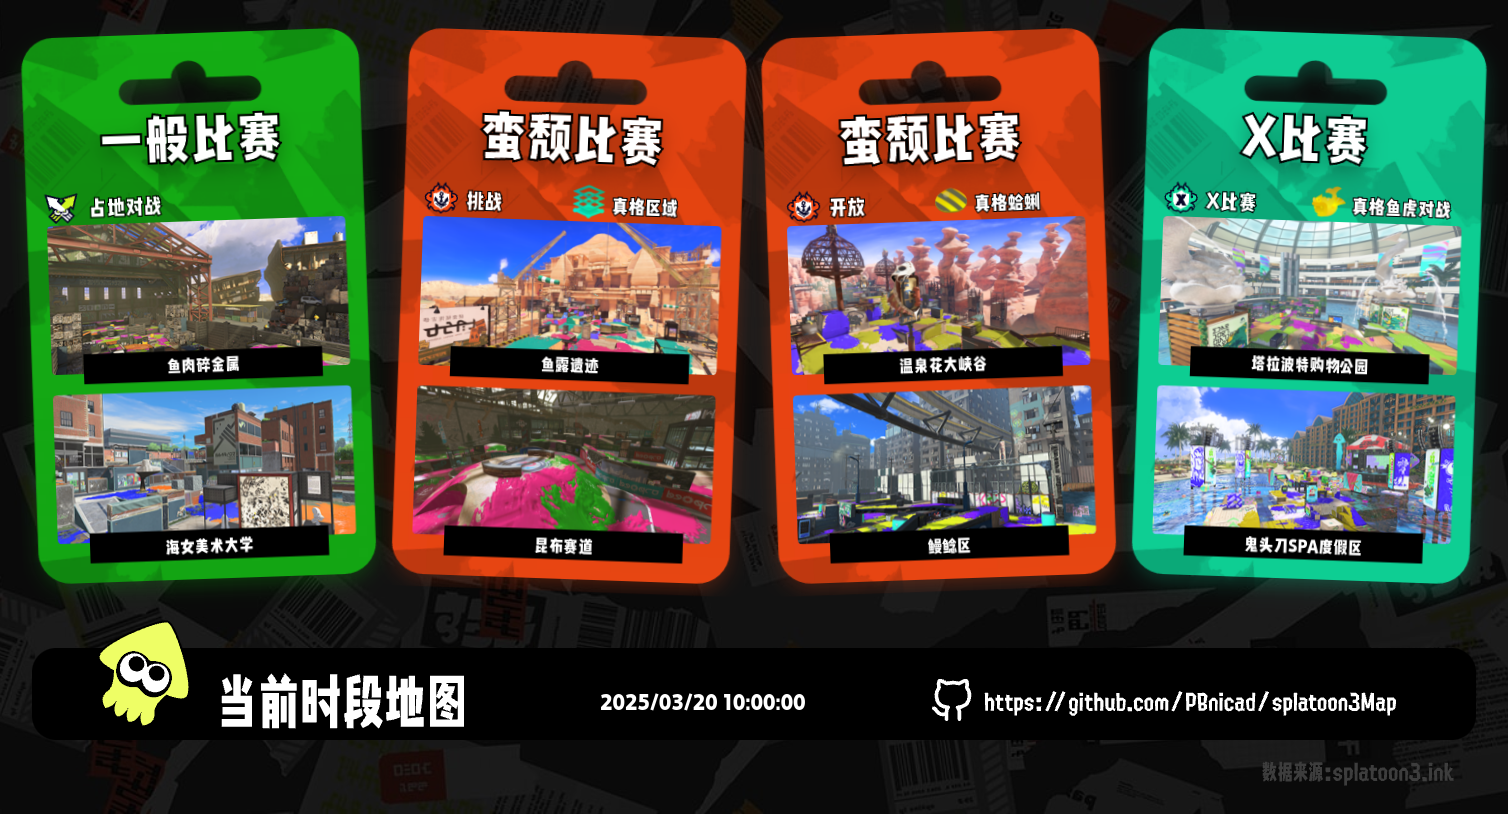 一般比赛
占地对战
鱼肉碎金属
海女美术大学
蛮颓比赛
挑战
真格区域
鱼露遗迹
昆布赛道
蛮颓比赛
开放
真格蛤蜊
温泉花大峡谷
鳗鲶区
X比赛
X比赛
真格鱼虎对战
塔拉波特购物公园
鬼头刀SPA度假区
当前时段地图
2025/03/20 10:00:00
https://github.com/PBnicad/splatoon3Map
数据来源:splatoon3.ink